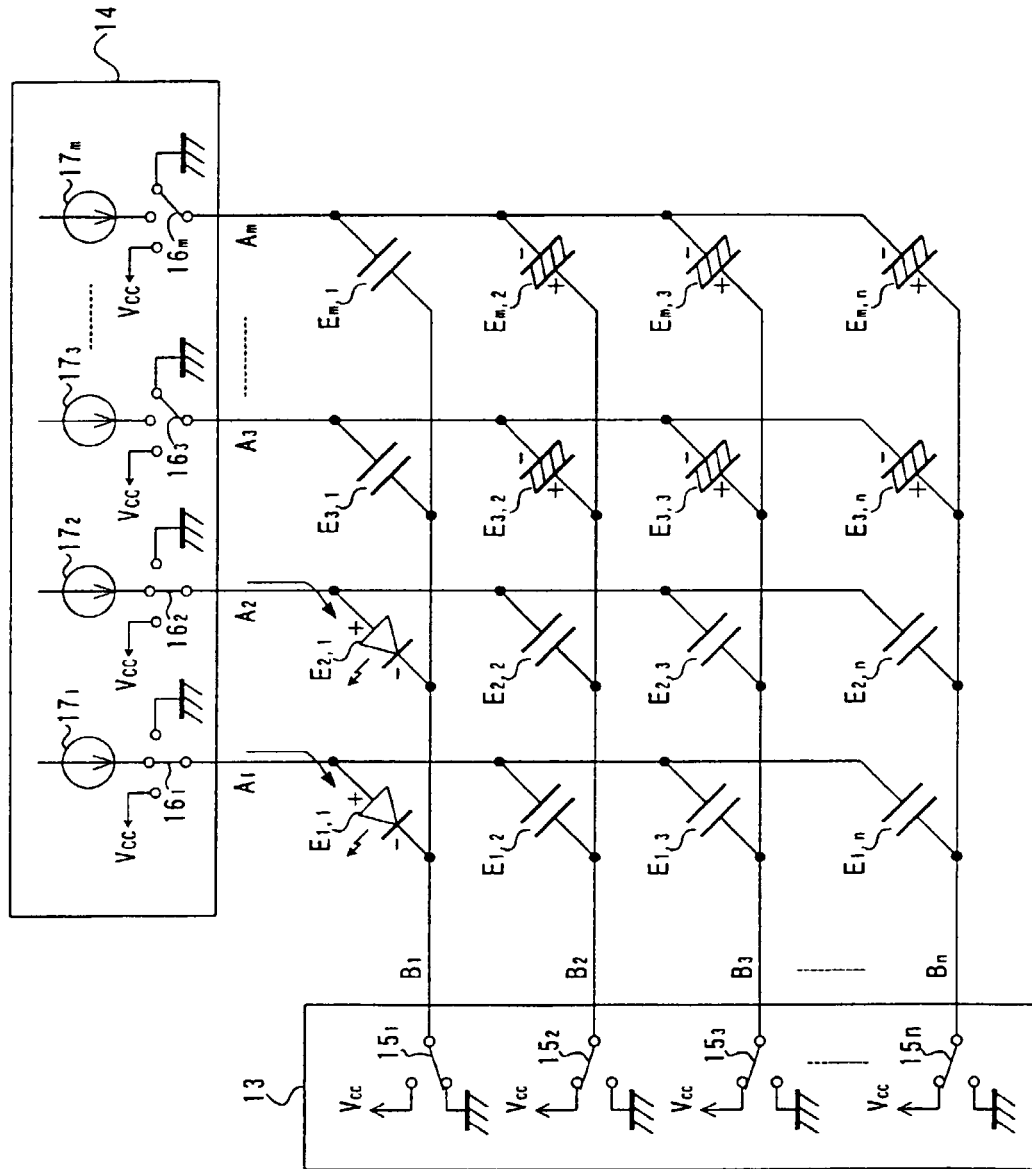 14
17₁ 17₂ 17₃ 17m
Vcc Vcc Vcc Vcc
16₁ 16₂ 16₃ 16m
A₁ A₂ A₃ Am
E₁,₁ + - E₂,₁ + - E₃,₁ Em,₁
B₁
E₁,₂ E₂,₂ E₃,₂ - + Em,₂ - +
B₂
E₁,₃ E₂,₃ E₃,₃ - + Em,₃ - +
B₃
E₁,n E₂,n E₃,n - + Em,n - +
Bn
13
Vcc 15₁
Vcc 15₂
Vcc 15₃
Vcc 15n